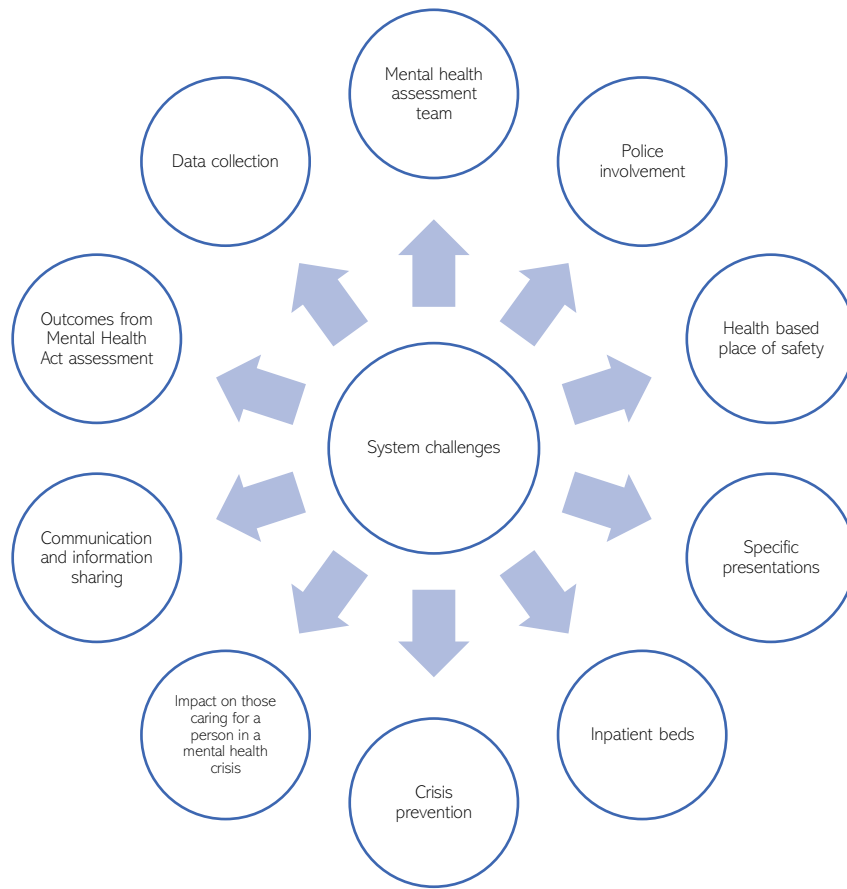 Mental health
assessment
team
Police
involvement
Data collection
Health based
place of safety
Outcomes from
Mental Health
Act assessment
System challenges
Specific
presentations
Communication
and information
sharing
Inpatient beds
Impact on those
caring for a
person in a
mental health
crisis
Crisis
prevention